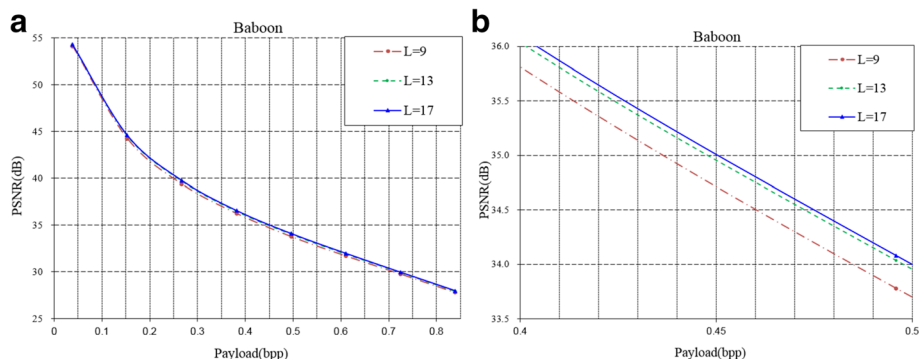 a
Baboon
PSNR(dB)
55
50
45
40
35
30
25
0 0.1 0.2 0.3 0.4 0.5 0.6 0.7 0.8
Payload(bpp)
L=9
L=13
L=17
b
Baboon
PSNR(dB)
36.0
35.5
35.0
34.5
34.0
33.5
0.4 0.45 0.5
Payload(bpp)
L=9
L=13
L=17